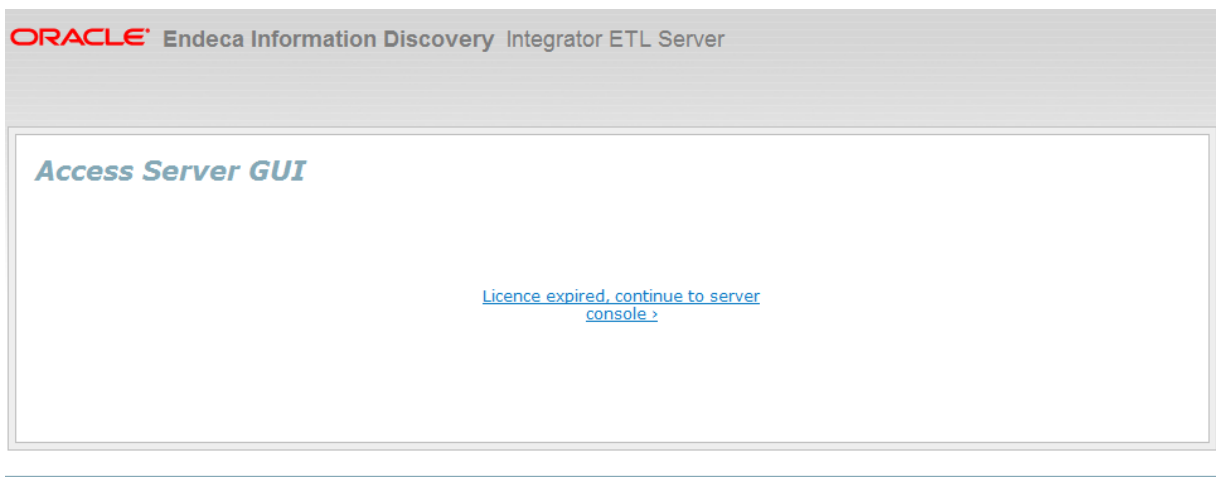 ORACLE Endeca Information Discovery Integrator ETL Server
Access Server GUI
Licence expired, continue to server
console ›